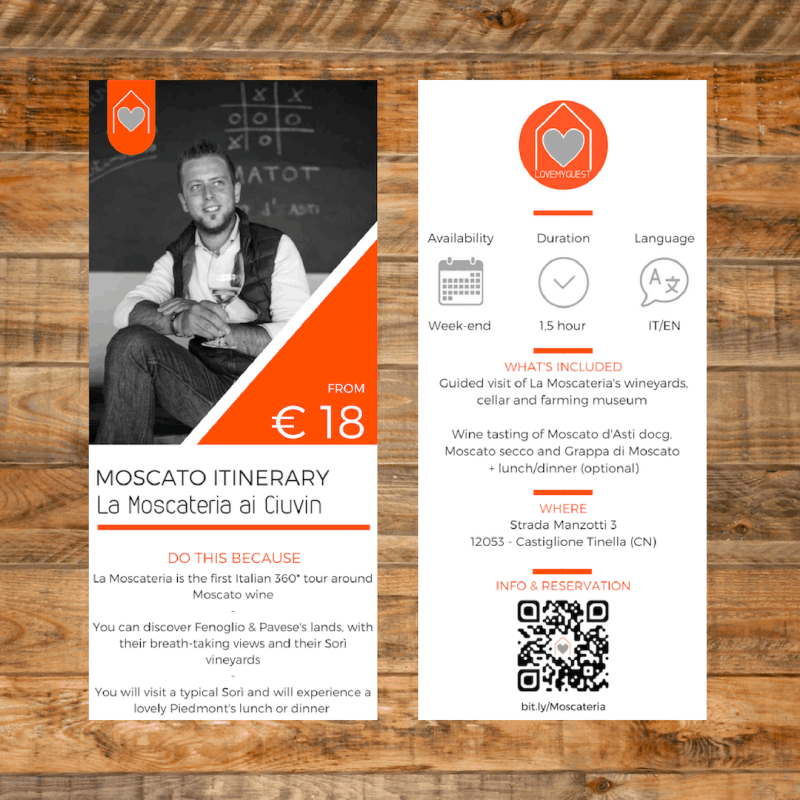 X X
O O O
X O
MATOT
d'ASTI
FROM
€ 18
MOSCATO ITINERARY
La Moscateria ai Ciuvin
DO THIS BECAUSE
La Moscateria is the first Italian 360° tour around
Moscato wine
-
You can discover Fenoglio & Pavese's lands, with
their breath-taking views and their Sorì
vineyards
-
You will visit a typical Sorì and will experience a
lovely Piedmont's lunch or dinner
LOVEMYGUEST
Availability
Duration
Language
A文
Week-end
1.5 hour
IT/EN
WHAT'S INCLUDED
Guided visit of La Moscateria's wineyards,
cellar and farming museum
Wine tasting of Moscato d'Asti docg,
Moscato secco and Grappa di Moscato
+ lunch/dinner (optional)
WHERE
Strada Manzotti 3
12053 - Castiglione Tinella (CN)
INFO & RESERVATION
bit.ly/Moscateria